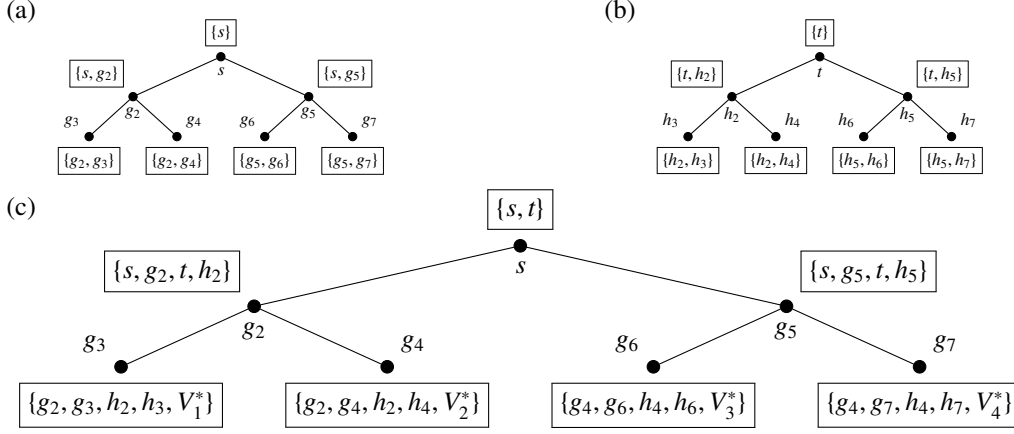 (a)
{s}
s
{s, g2}
{s, g5}
g3
g2
g4
g6
g5
g7
{g2, g3}
{g2, g4}
{g5, g6}
{g5, g7}
(b)
{t}
t
{t, h2}
{t, h5}
h3
h2
h4
h6
h5
h7
{h2, h3}
{h2, h4}
{h5, h6}
{h5, h7}
(c)
{s, t}
s
{s, g2, t, h2}
{s, g5, t, h5}
g3
g2
g4
g6
g5
g7
{g2, g3, h2, h3, V1*}
{g2, g4, h2, h4, V2*}
{g4, g6, h4, h6, V3*}
{g4, g7, h4, h7, V4*}